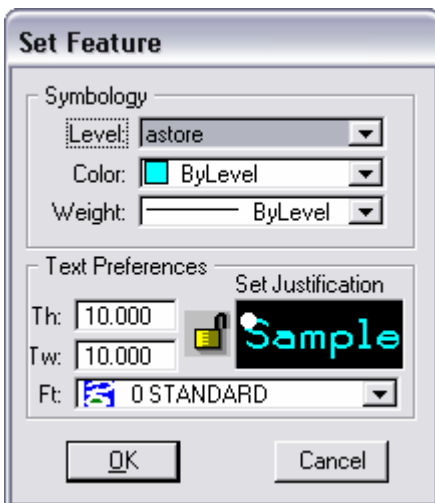 Set Feature
Symbology
Level: astore
Color: ByLevel
Weight: ByLevel
Text Preferences
Set Justification
Th: 10.000
Sample
Tw: 10.000
Ft: 0 STANDARD
OK
Cancel